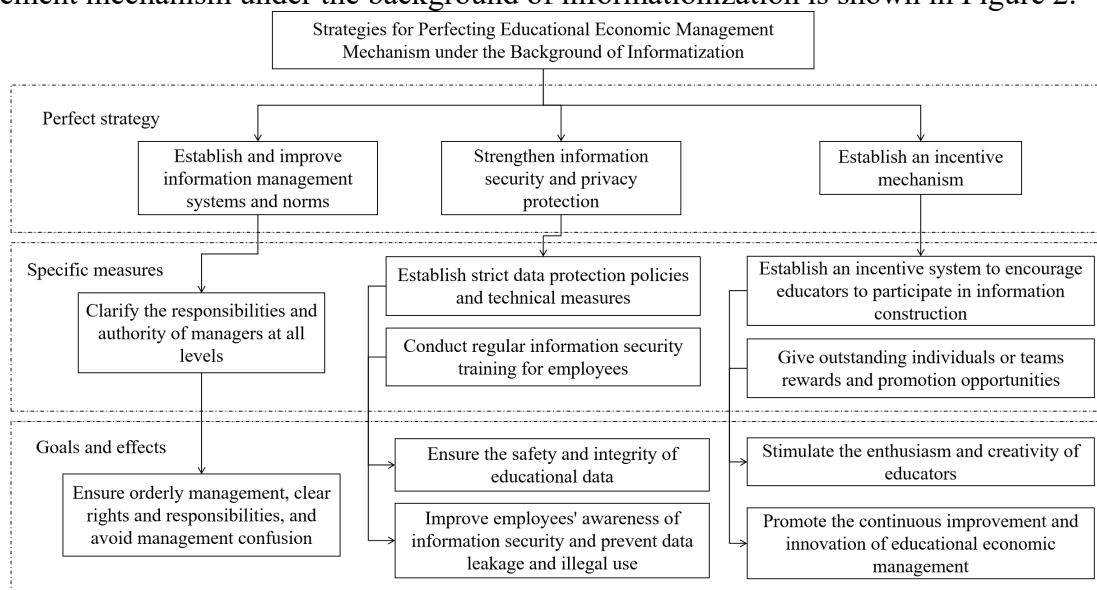 ement mechanism under the background of informationization is shown in Figure 2.
Strategies for Perfecting Educational Economic Management
Mechanism under the Background of Informatization
Perfect strategy
Establish and improve
information management
systems and norms
Strengthen information
security and privacy
protection
Establish an incentive
mechanism
Specific measures
Clarify the responsibilities and
authority of managers at all
levels
Establish strict data protection policies
and technical measures
Conduct regular information security
training for employees
Establish an incentive system to encourage
educators to participate in information
construction
Give outstanding individuals or teams
rewards and promotion opportunities
Goals and effects
Ensure orderly management, clear
rights and responsibilities, and
avoid management confusion
Ensure the safety and integrity of
educational data
Improve employees' awareness of
information security and prevent data
leakage and illegal use
Stimulate the enthusiasm and creativity of
educators
Promote the continuous improvement and
innovation of educational economic
management